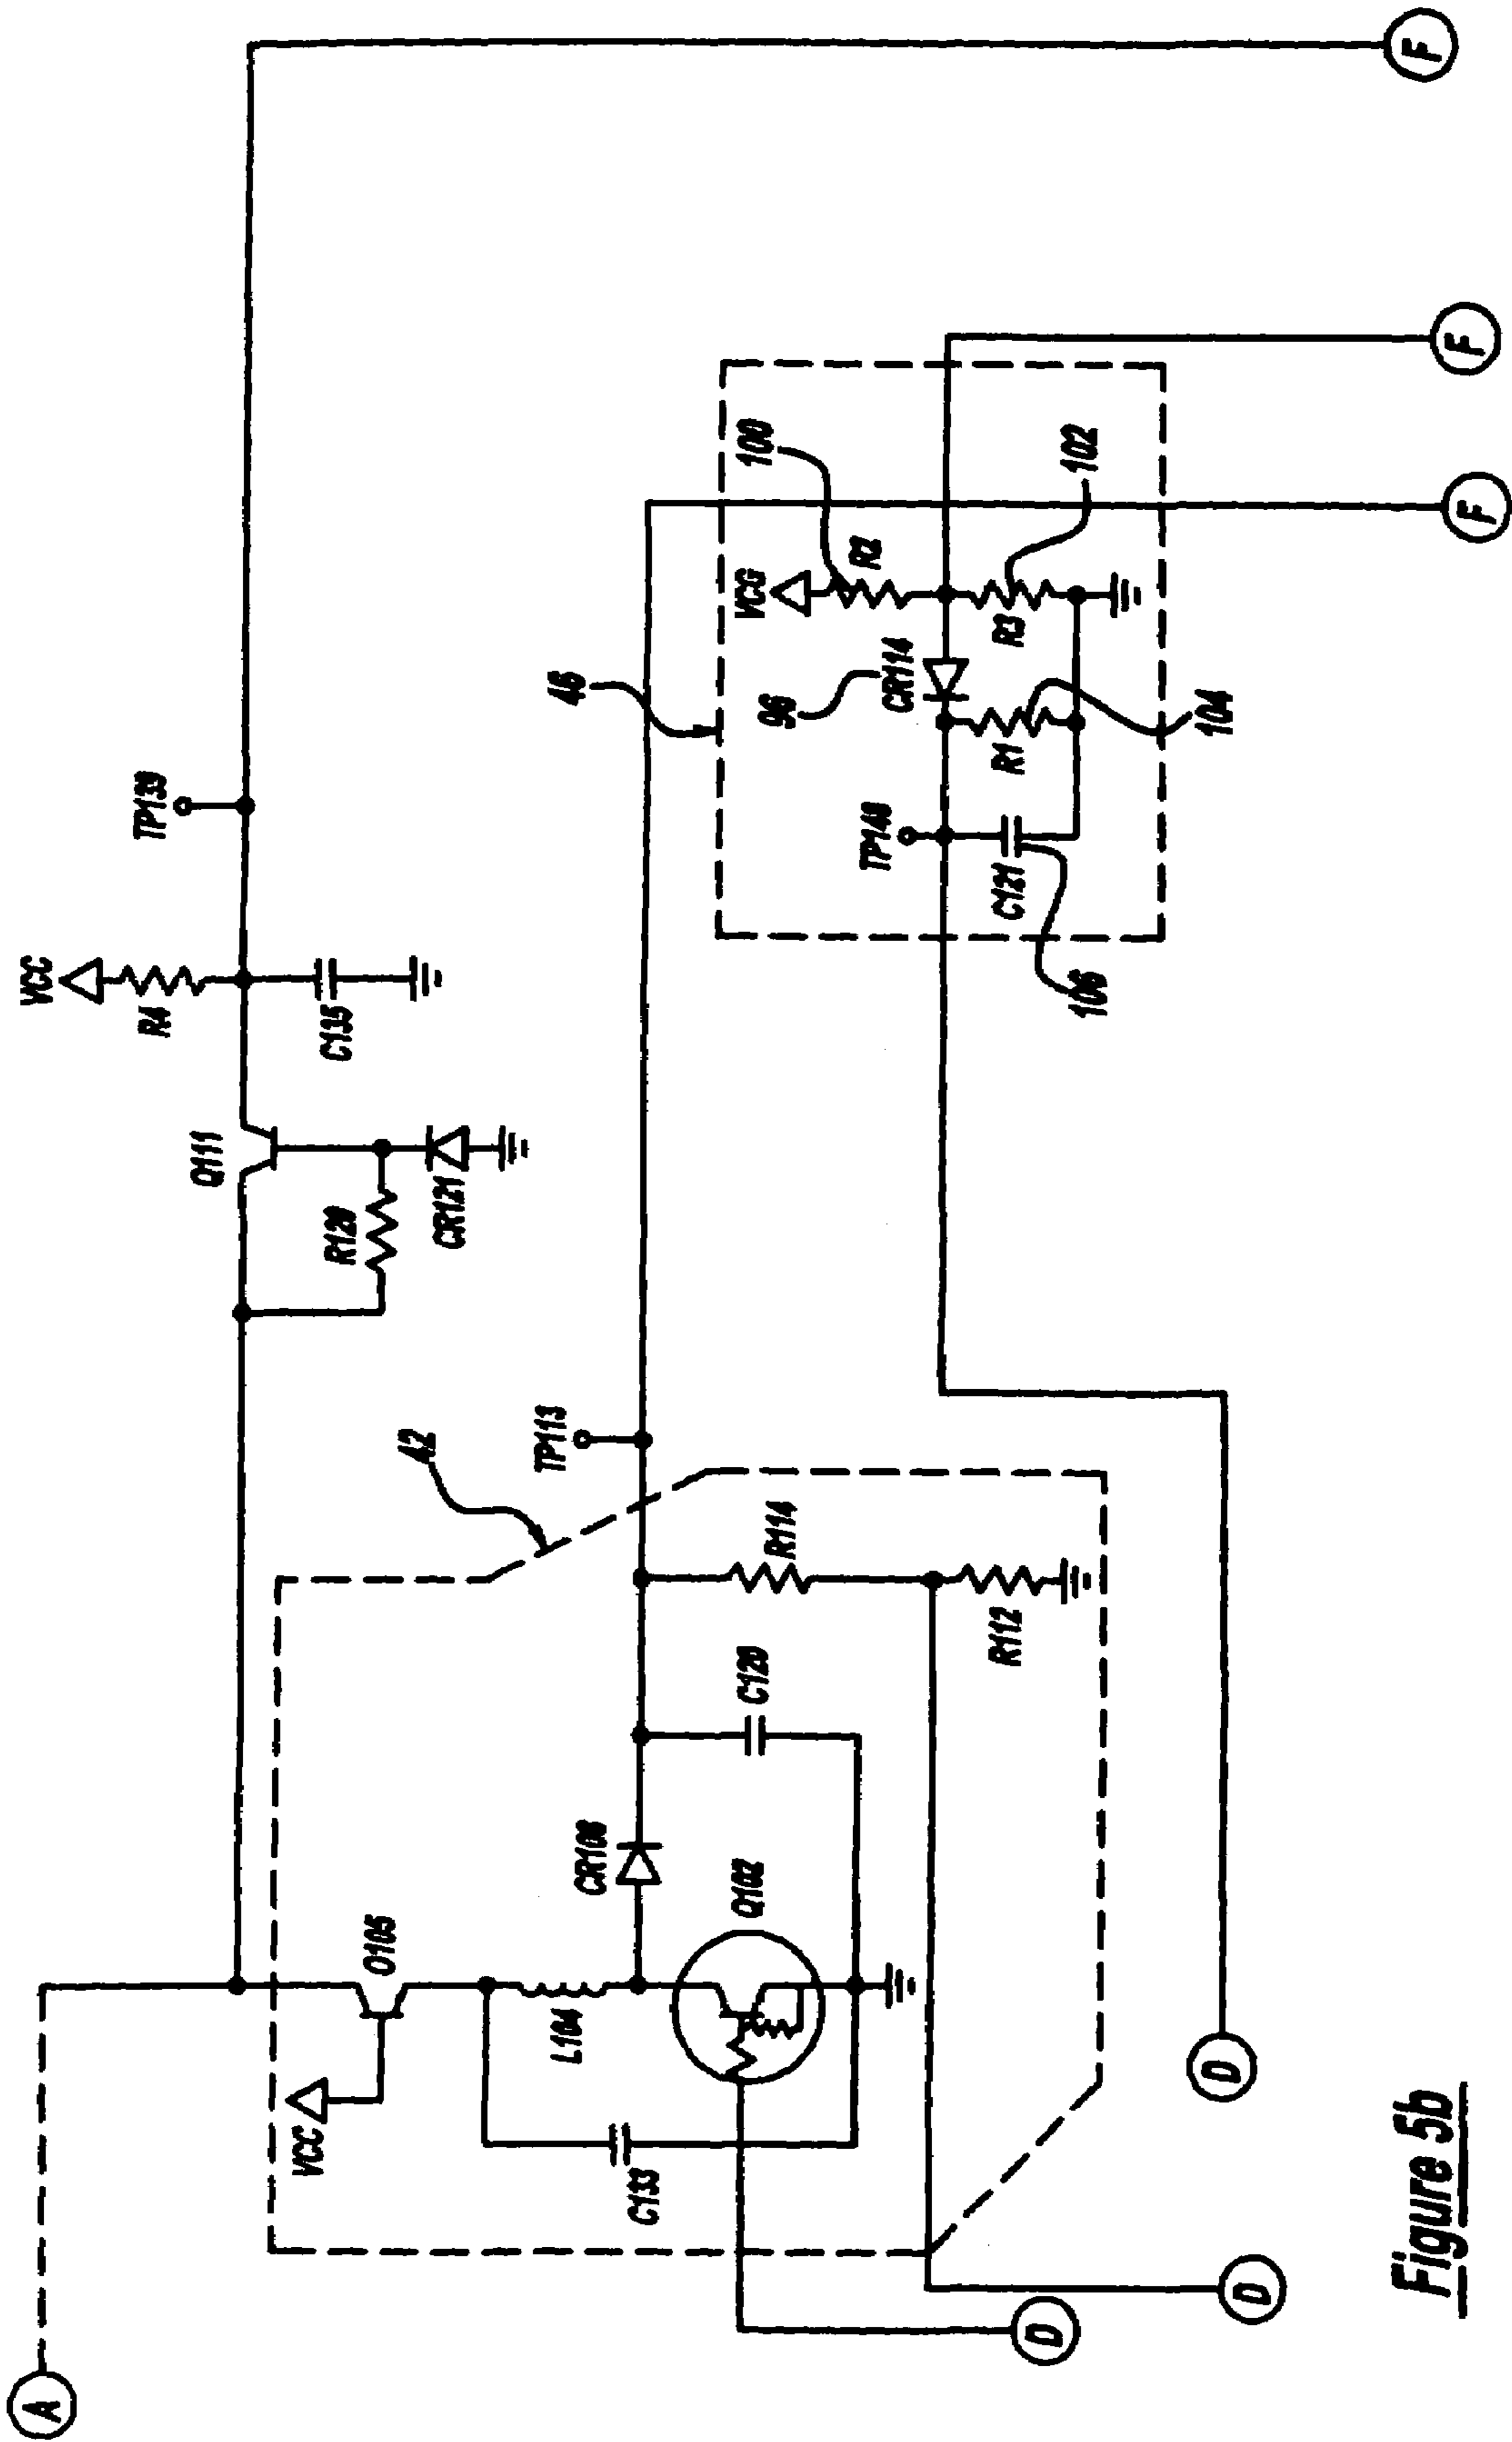 A
VCC
Q105
L104
C133
Q102
CR108
C120
R114
R112
42
TP113
R120
CR121
Q111
VCC
R4
C135
TP139
46
VCG
R2
100
96
CR114
R3
102
R1
104
TP140
C121
106
F
F
F
D
D
D
Figure 5b